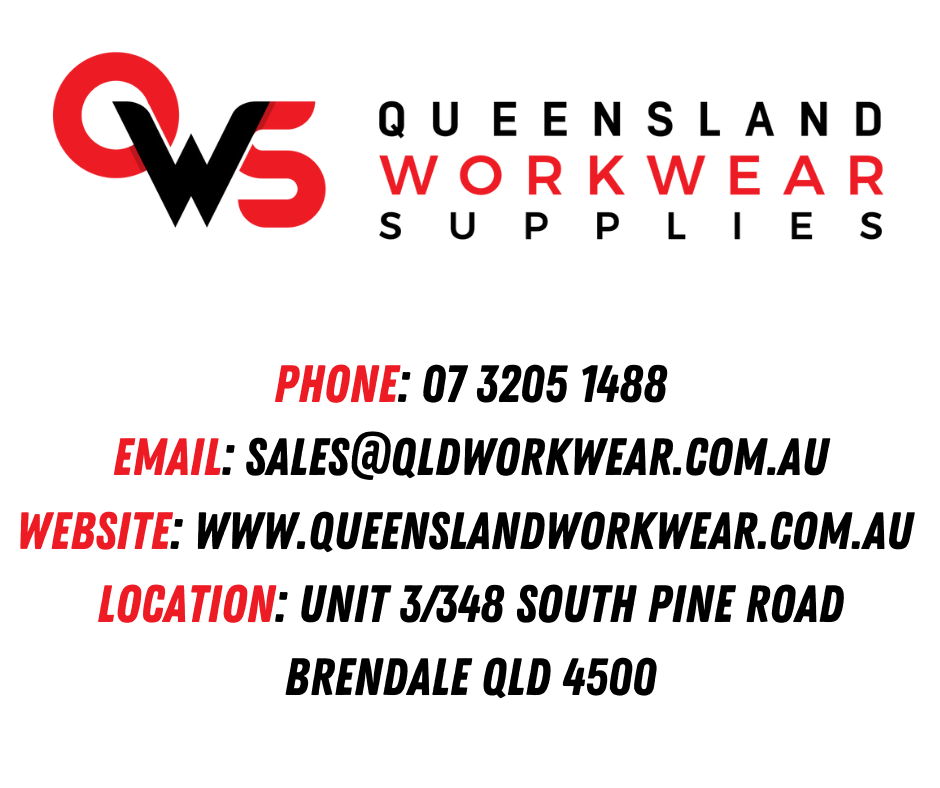 QWS
QUEENSLAND
WORKWEAR
SUPPLIES
PHONE: 07 3205 1488
EMAIL: SALES@QLDWORKWEAR.COM.AU
WEBSITE: WWW.QUEENSLANDWORKWEAR.COM.AU
LOCATION: UNIT 3/348 SOUTH PINE ROAD
BRENDALE QLD 4500